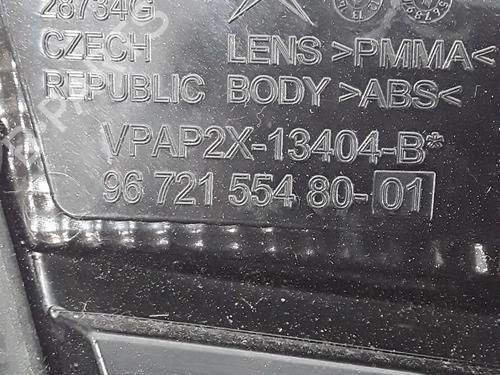 28734G
CZECH LENS >PMMA<
REPUBLIC BODY >ABS<
VPAP2X-13404-B*
96 721 554 80-01